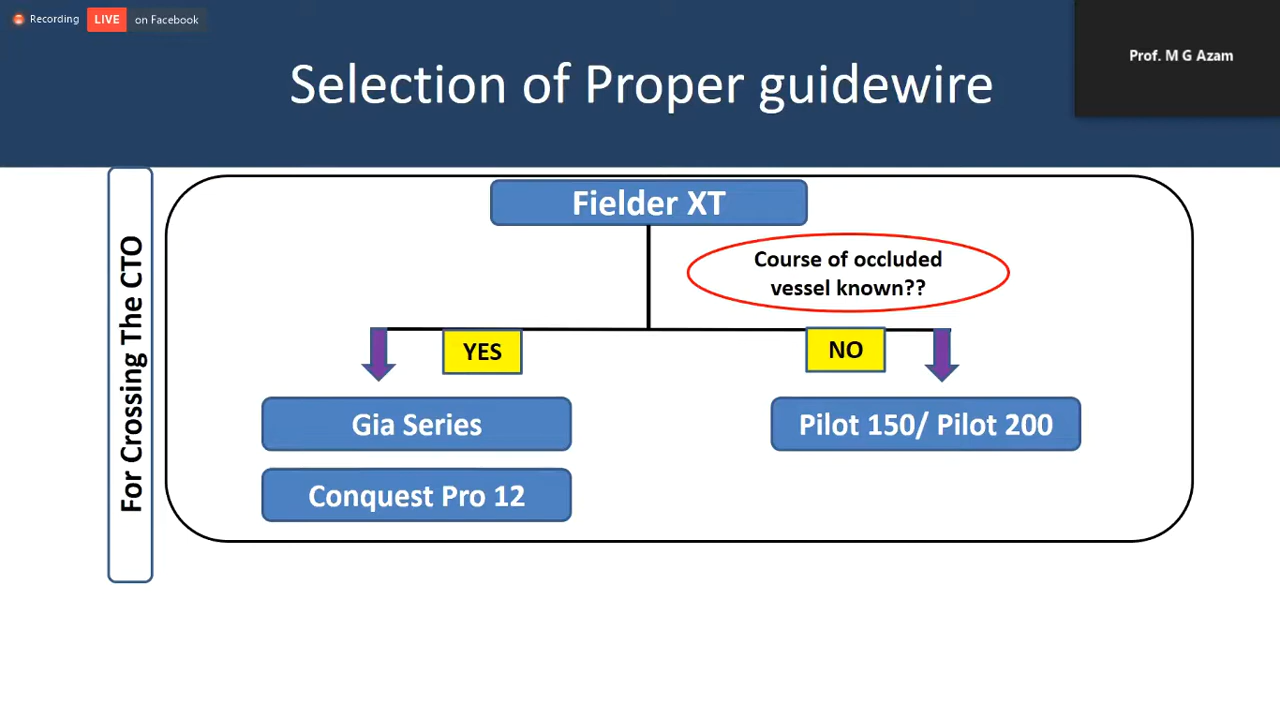 Recording LIVE on Facebook
Prof. M G Azam
Selection of Proper guidewire
For Crossing The CTO
Fielder XT
Course of occluded
vessel known??
YES
NO
Gia Series
Pilot 150/ Pilot 200
Conquest Pro 12